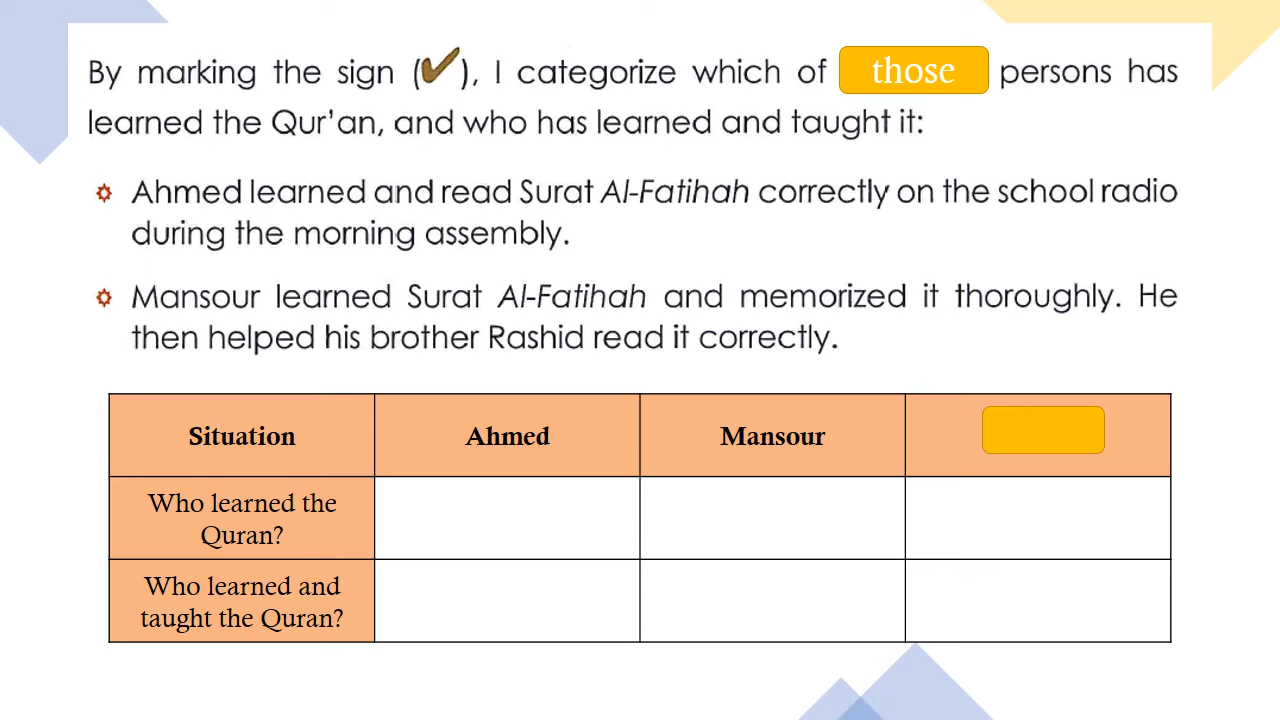 By marking the sign (✔), I categorize which of those persons has
learned the Qur'an, and who has learned and taught it:
Ahmed learned and read Surat Al-Fatihah correctly on the school radio
during the morning assembly.
Mansour learned Surat Al-Fatihah and memorized it thoroughly. He
then helped his brother Rashid read it correctly.
Situation Ahmed Mansour
Who learned the
Quran?
Who learned and
taught the Quran?